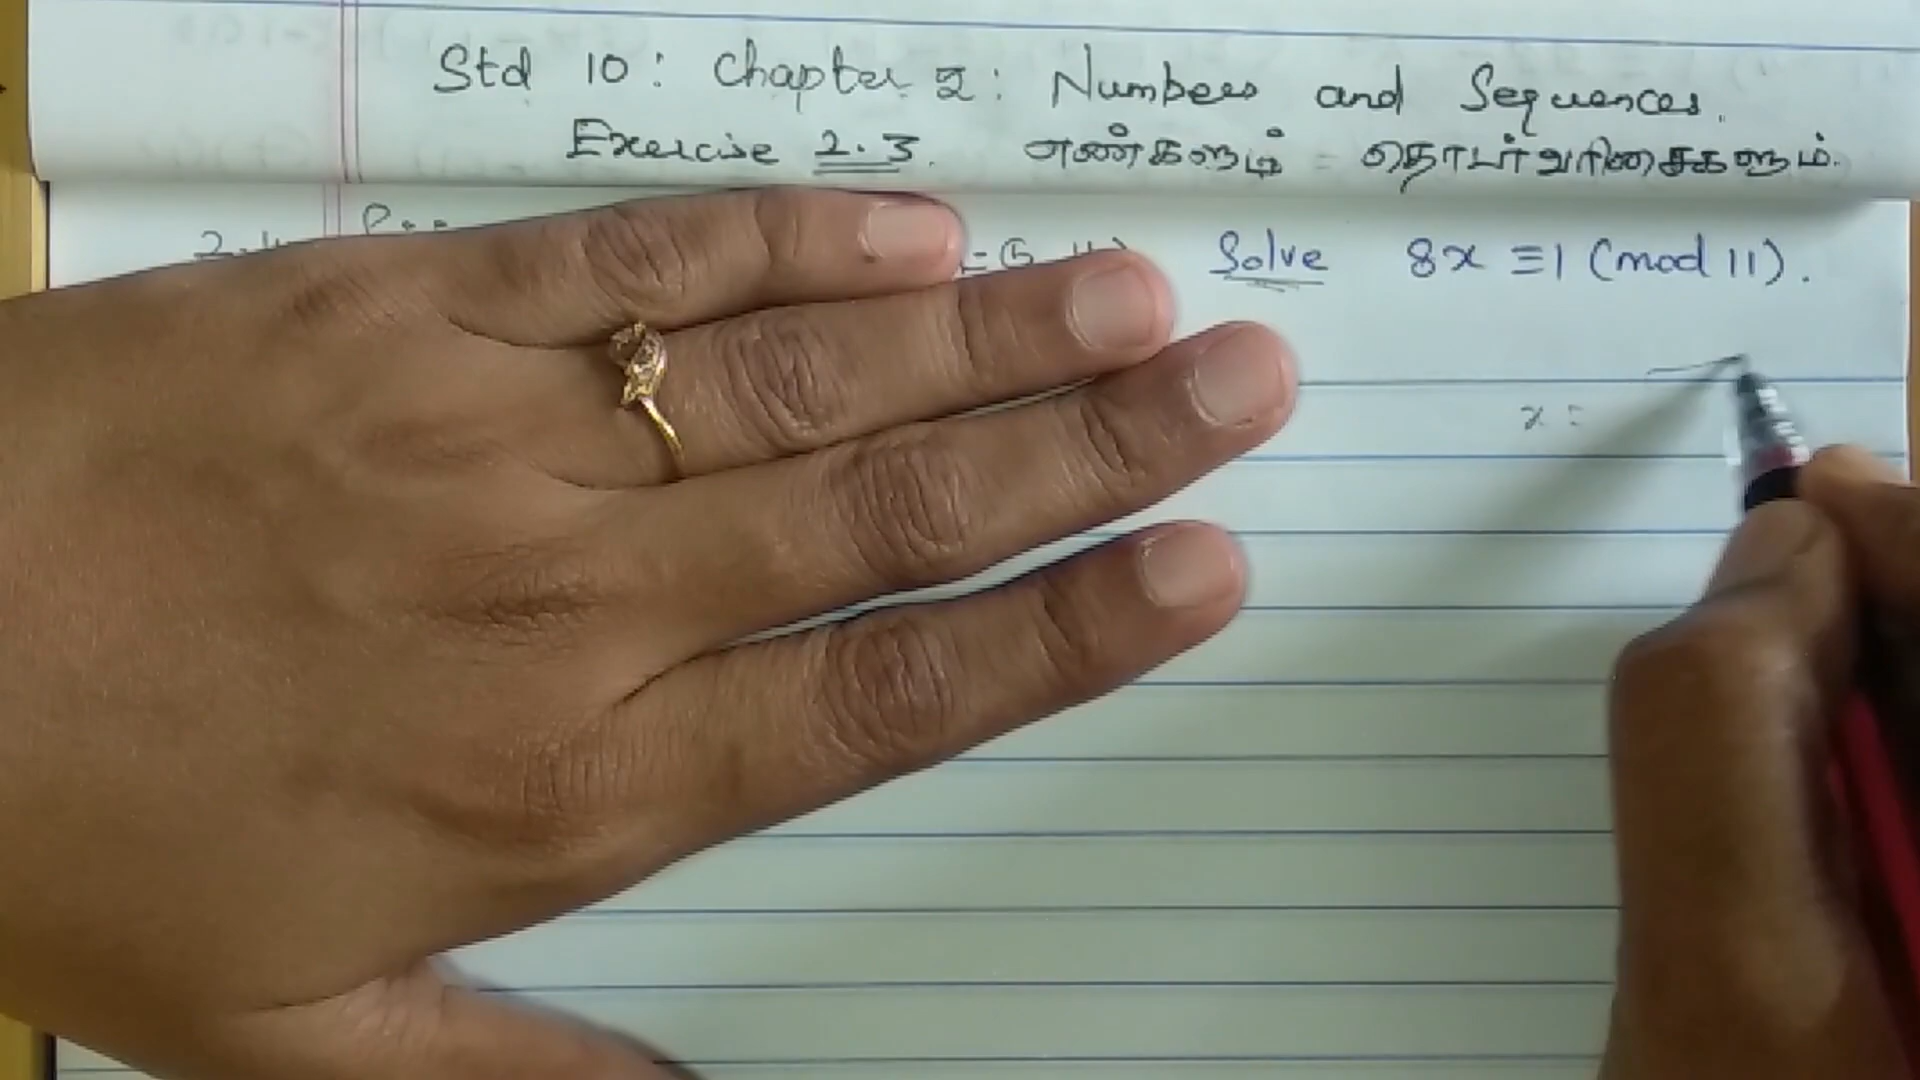 Std 10: Chapter 2: Numbers and Sequences.
Exercise 2.3. எண்களும் தொடர்வரிசைகளும்.
Solve 8x ≡ 1 (mod 11).
x =